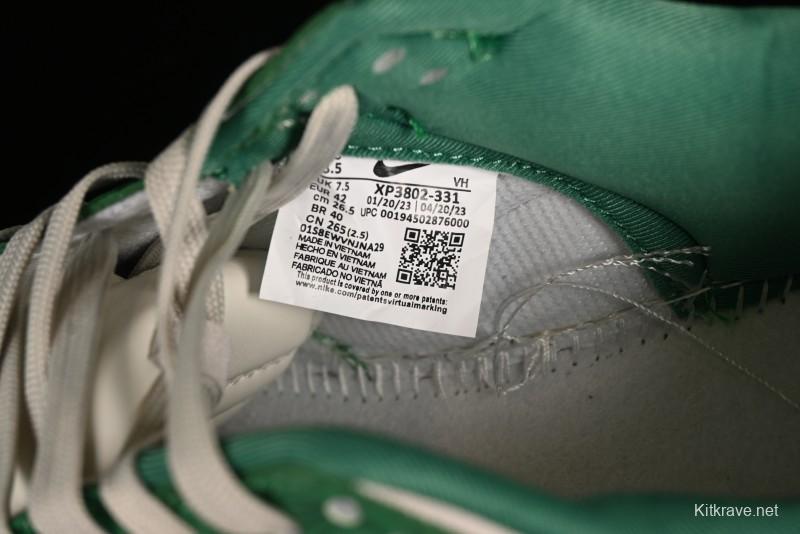 .5
UK 7.5
EUR 42
cm 26.5
BR 40
CN 265 (2.5)
VH
XP3802-331
01/20/23 | 04/20/23
UPC 00194502876000
01S8EWVNJNA29
MADE IN VIETNAM
HECHO EN VIETNAM
FABRIQUE AU VIETNAM
FABRICADO NO VIETNÃ
This product is covered by one or more patents:
www.nike.com/patentsvirtualmarking
Kitkrave.net